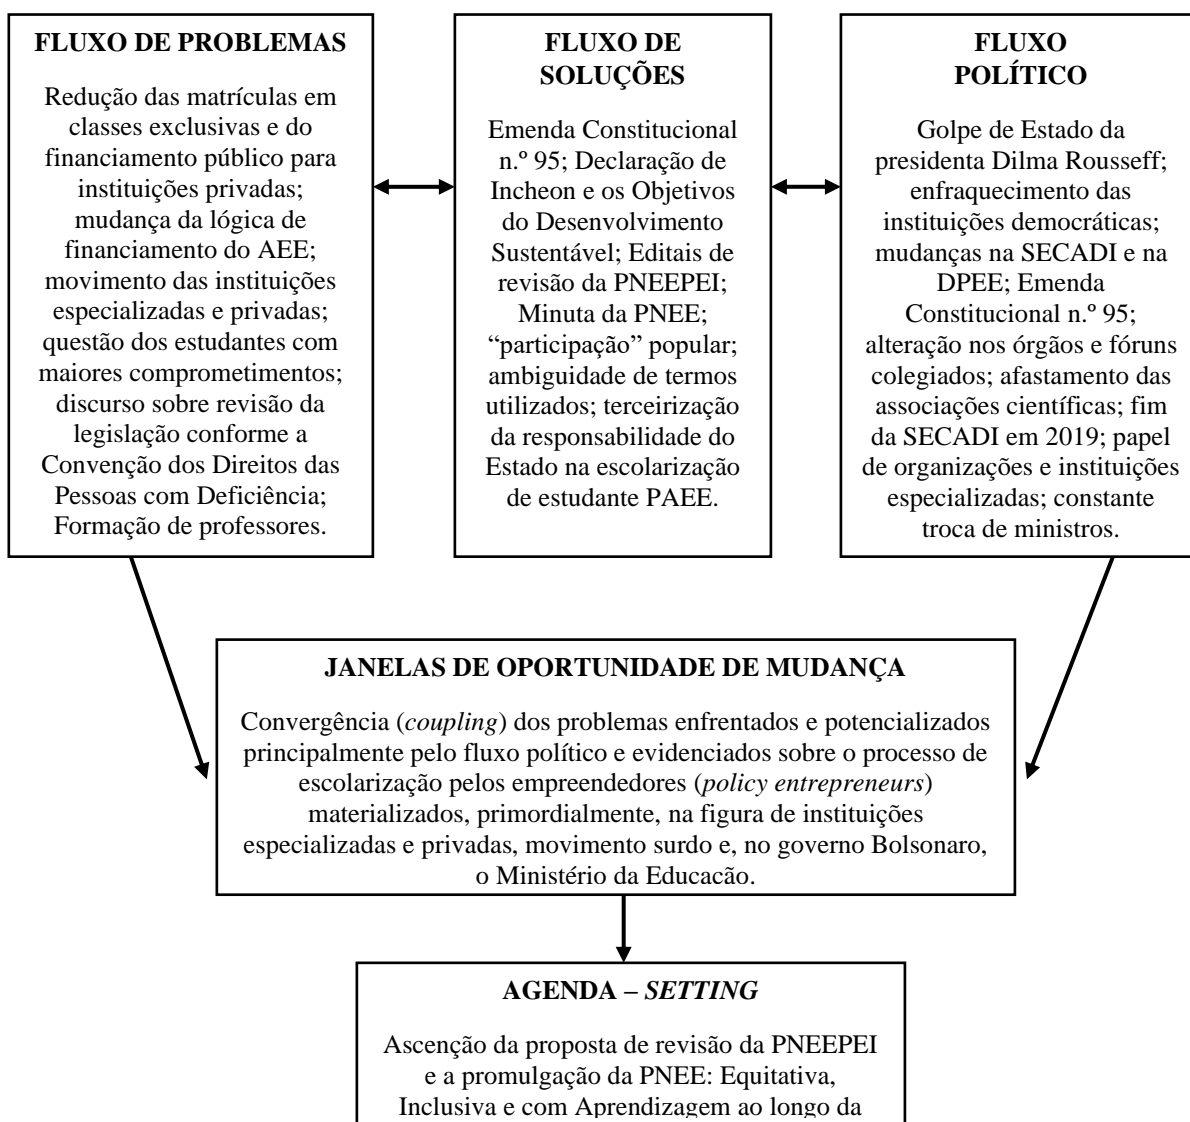 FLUXO DE PROBLEMAS
Redução das matrículas em
classes exclusivas e do
financiamento público para
instituições privadas;
mudança da lógica de
financiamento do AEE;
movimento das instituições
especializadas e privadas;
questão dos estudantes com
maiores comprometimentos;
discurso sobre revisão da
legislação conforme a
Convenção dos Direitos das
Pessoas com Deficiência;
Formação de professores.
FLUXO DE
SOLUÇÕES
Emenda Constitucional
n.º 95; Declaração de
Incheon e os Objetivos
do Desenvolvimento
Sustentável; Editais de
revisão da PNEEPEI;
Minuta da PNEE;
“participação” popular;
ambiguidade de termos
utilizados; terceirização
da responsabilidade do
Estado na escolarização
de estudante PAEE.
FLUXO
POLÍTICO
Golpe de Estado da
presidenta Dilma Rousseff;
enfraquecimento das
instituições democráticas;
mudanças na SECADI e na
DPEE; Emenda
Constitucional n.º 95;
alteração nos órgãos e fóruns
colegiados; afastamento das
associações científicas; fim
da SECADI em 2019; papel
de organizações e instituições
especializadas; constante
troca de ministros.
JANELAS DE OPORTUNIDADE DE MUDANÇA
Convergência (coupling) dos problemas enfrentados e potencializados
principalmente pelo fluxo político e evidenciados sobre o processo de
escolarização pelos empreendedores (policy entrepreneurs)
materializados, primordialmente, na figura de instituições
especializadas e privadas, movimento surdo e, no governo Bolsonaro,
o Ministério da Educação.
AGENDA – SETTING
Ascenção da proposta de revisão da PNEEPEI
e a promulgação da PNEE: Equitativa,
Inclusiva e com Aprendizagem ao longo da